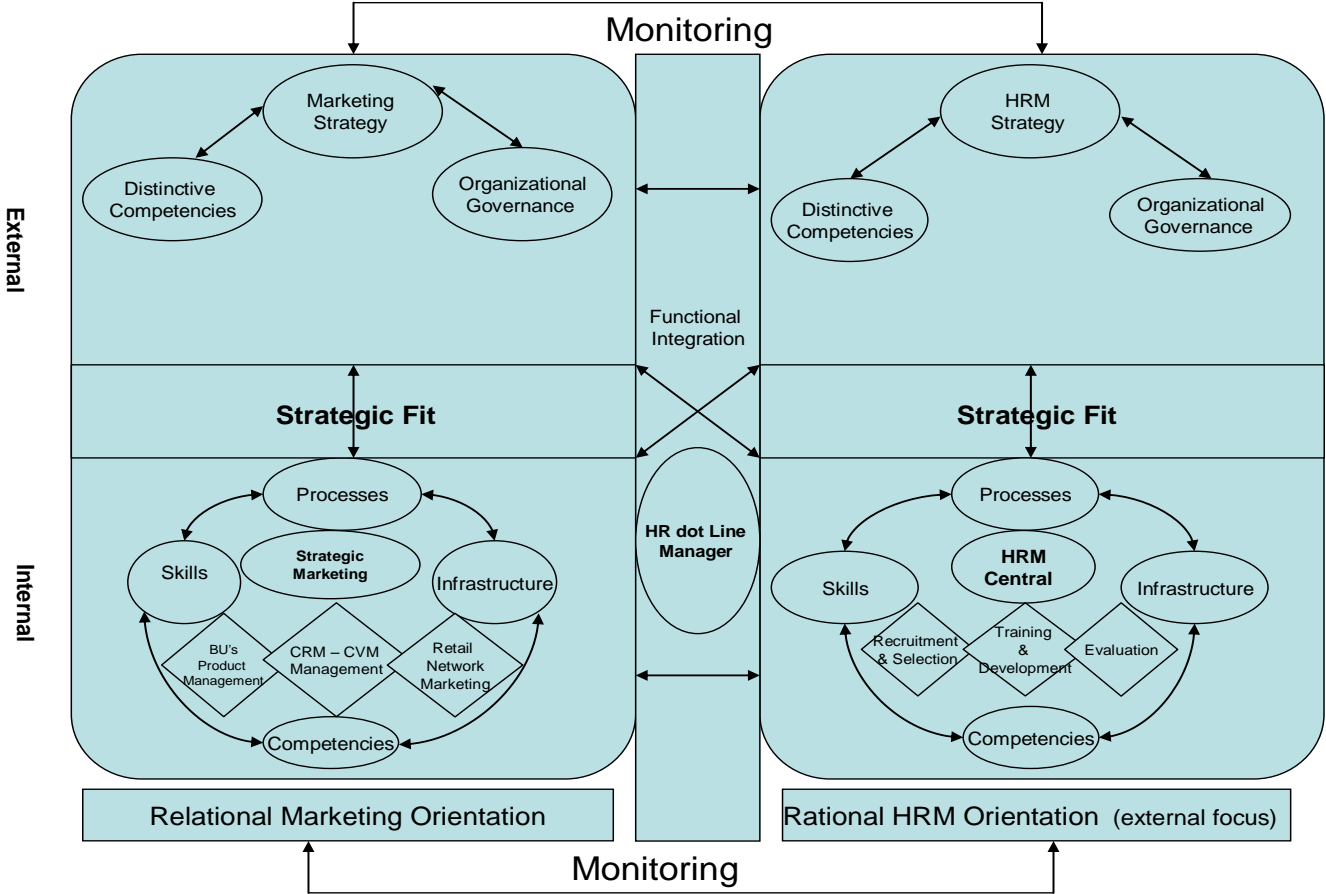 Monitoring
Marketing
Strategy
Distinctive
Competencies
Organizational
Governance
HRM
Strategy
Distinctive
Competencies
Organizational
Governance
External
Functional
Integration
Strategic Fit
Strategic Fit
Internal
Processes
Strategic
Marketing
Skills
Infrastructure
BU's
Product
Management
CRM – CVM
Management
Retail
Network
Marketing
Competencies
HR dot Line
Manager
Processes
HRM
Central
Skills
Infrastructure
Recruitment
& Selection
Training
&
Development
Evaluation
Competencies
Relational Marketing Orientation
Rational HRM Orientation (external focus)
Monitoring